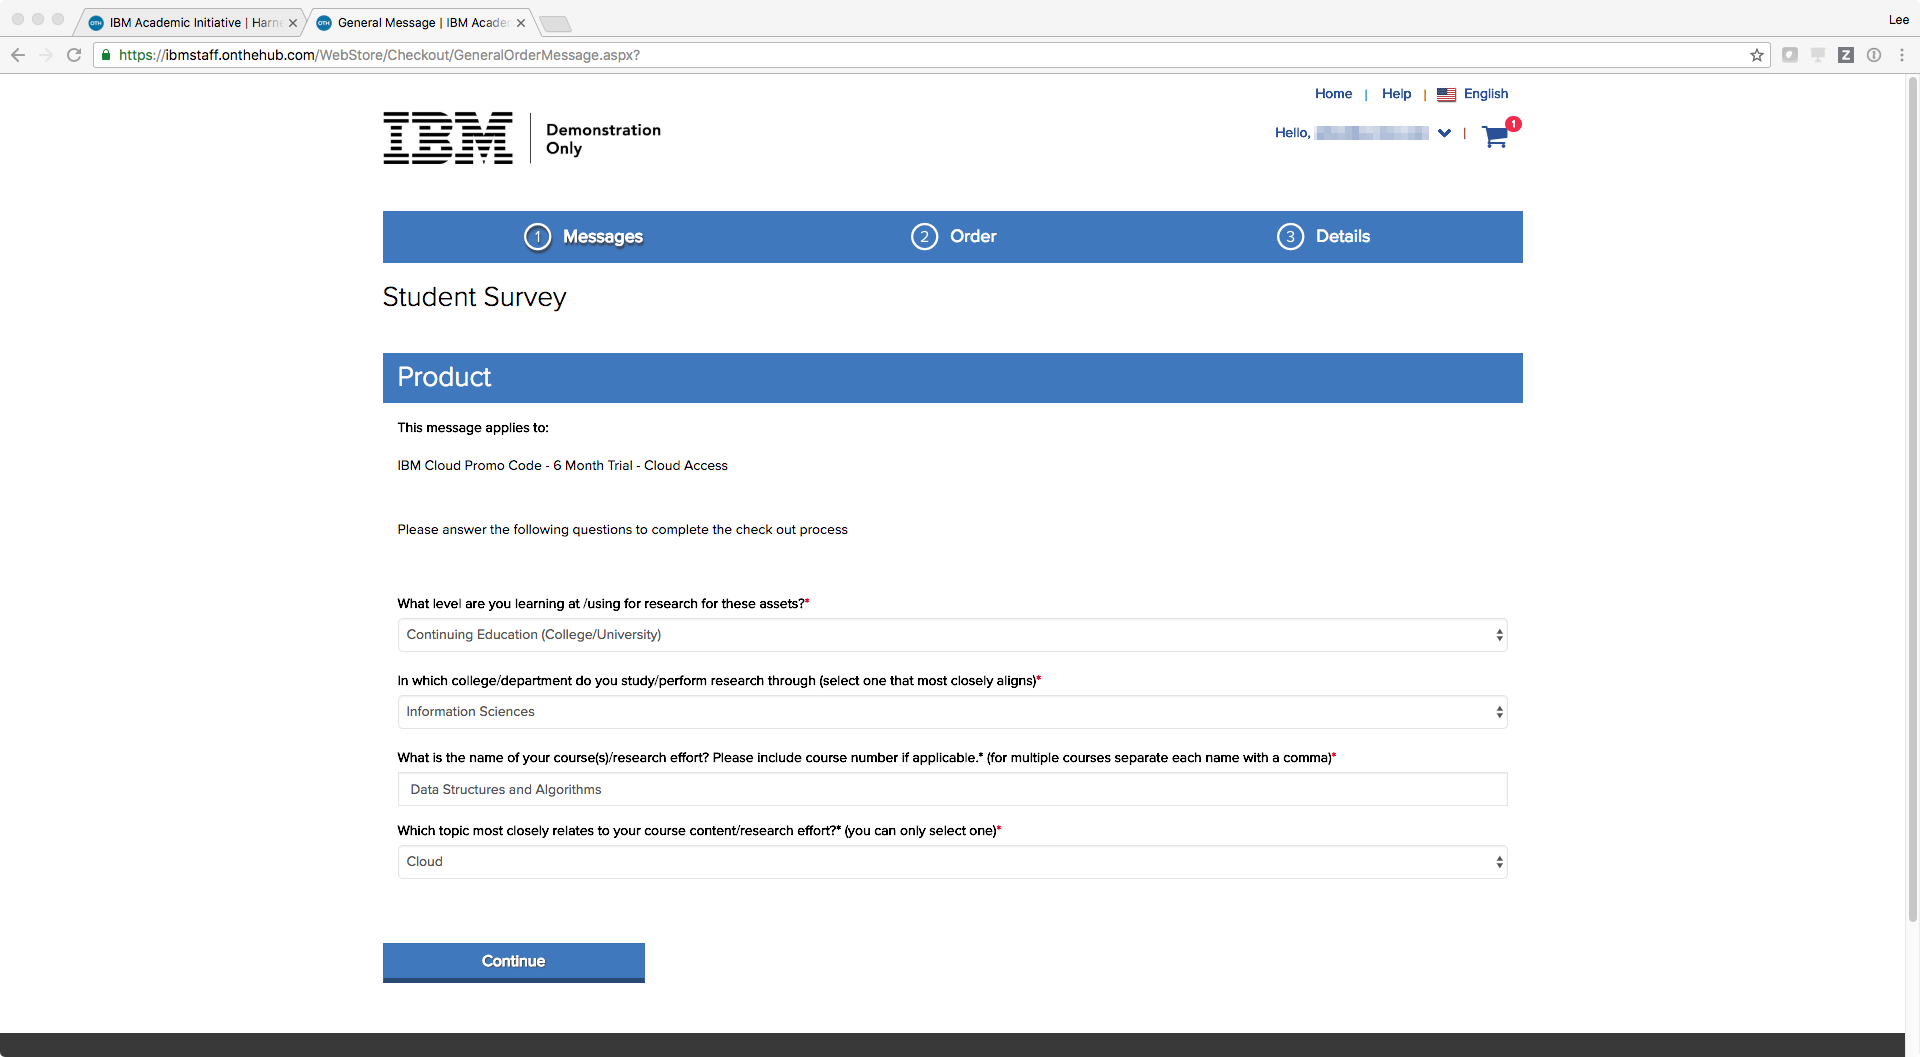 IBM Academic Initiative | Harne
General Message | IBM Acade
Lee
https://ibmstaff.onthehub.com/WebStore/Checkout/GeneralOrderMessage.aspx?
Home | Help | English
IBM
Demonstration
Only
Hello,
1
1 Messages
2 Order
3 Details
Student Survey
Product
This message applies to:
IBM Cloud Promo Code - 6 Month Trial - Cloud Access
Please answer the following questions to complete the check out process
What level are you learning at /using for research for these assets?*
Continuing Education (College/University)
In which college/department do you study/perform research through (select one that most closely aligns)*
Information Sciences
What is the name of your course(s)/research effort? Please include course number if applicable.* (for multiple courses separate each name with a comma)*
Data Structures and Algorithms
Which topic most closely relates to your course content/research effort?* (you can only select one)*
Cloud
Continue